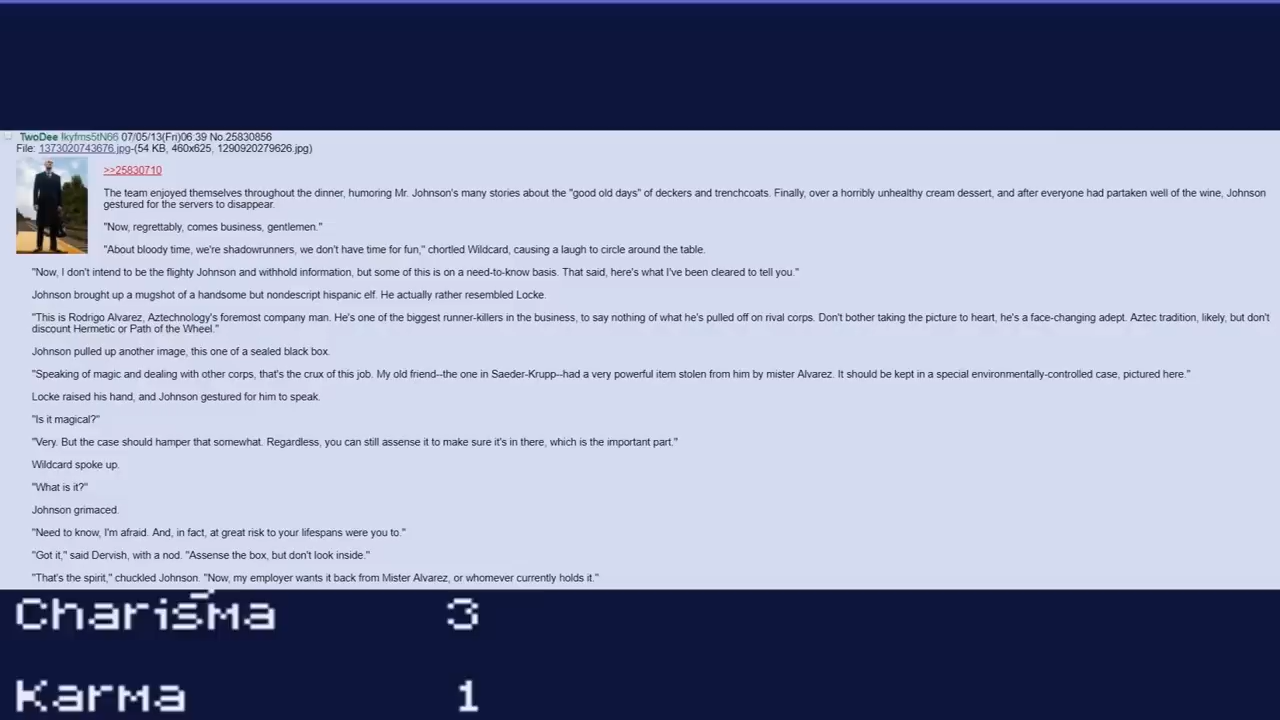 TwoDee !kyfms5tN66 07/05/13(Fri)06:39 No.25830856
File: 1373020743676.jpg-(54 KB, 460x625, 1290920279626.jpg)
>>25830710
The team enjoyed themselves throughout the dinner, humoring Mr. Johnson's many stories about the "good old days" of deckers and trenchcoats. Finally, over a horribly unhealthy cream dessert, and after everyone had partaken well of the wine, Johnson
gestured for the servers to disappear.
"Now, regrettably, comes business, gentlemen."
"About bloody time, we're shadowrunners, we don't have time for fun," chortled Wildcard, causing a laugh to circle around the table.
"Now, I don't intend to be the flighty Johnson and withhold information, but some of this is on a need-to-know basis. That said, here's what I've been cleared to tell you."
Johnson brought up a mugshot of a handsome but nondescript hispanic elf. He actually rather resembled Locke.
"This is Rodrigo Alvarez, Aztechnology's foremost company man. He's one of the biggest runner-killers in the business, to say nothing of what he's pulled off on rival corps. Don't bother taking the picture to heart, he's a face-changing adept. Aztec tradition, likely, but don't
discount Hermetic or Path of the Wheel."
Johnson pulled up another image, this one of a sealed black box.
"Speaking of magic and dealing with other corps, that's the crux of this job. My old friend--the one in Saeder-Krupp--had a very powerful item stolen from him by mister Alvarez. It should be kept in a special environmentally-controlled case, pictured here."
Locke raised his hand, and Johnson gestured for him to speak.
"Is it magical?"
"Very. But the case should hamper that somewhat. Regardless, you can still assense it to make sure it's in there, which is the important part."
Wildcard spoke up.
"What is it?"
Johnson grimaced.
"Need to know, I'm afraid. And, in fact, at great risk to your lifespans were you to."
"Got it," said Dervish, with a nod. "Assense the box, but don't look inside."
"That's the spirit," chuckled Johnson. "Now, my employer wants it back from Mister Alvarez, or whomever currently holds it."
Charisma 3
Karma 1